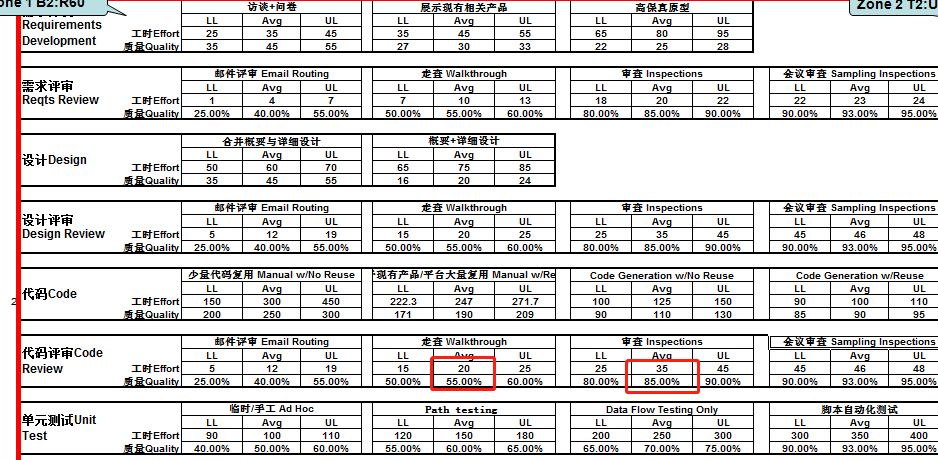 one 1 B2:R60
Zone 2 T2:U
访谈+问卷 展示现有相关产品 高保真原型
Requirements LL Avg UL LL Avg UL LL Avg UL
Development 工时Effort 25 35 45 35 45 55 65 80 95
质量Quality 35 45 55 27 30 33 22 25 28
需求评审 邮件评审 Email Routing 走查 Walkthrough 审查 Inspections 会议审查 Sampling Inspections
Reqts Review LL Avg UL LL Avg UL LL Avg UL LL Avg UL
工时Effort 1 4 7 7 10 13 18 20 22 22 23 24
质量Quality 25.00% 40.00% 55.00% 50.00% 55.00% 60.00% 80.00% 85.00% 90.00% 90.00% 93.00% 95.00%
设计Design 合并概要与详细设计 概要+详细设计
LL Avg UL LL Avg UL
工时Effort 50 60 70 65 75 85
质量Quality 35 45 55 16 20 24
设计评审 邮件评审 Email Routing 走查 Walkthrough 审查 Inspections 会议审查 Sampling Inspections
Design Review LL Avg UL LL Avg UL LL Avg UL LL Avg UL
工时Effort 5 12 19 15 20 25 25 35 45 45 46 48
质量Quality 25.00% 40.00% 55.00% 50.00% 55.00% 60.00% 80.00% 85.00% 90.00% 90.00% 93.00% 95.00%
代码Code 少量代码复用 Manual w/No Reuse 现有产品/平台大量复用 Manual w/Re Code Generation w/No Reuse Code Generation w/Reuse
LL Avg UL LL Avg UL LL Avg UL LL Avg UL
2 工时Effort 150 300 450 222.3 247 271.7 100 125 150 90 100 110
质量Quality 200 250 300 171 190 209 90 110 130 85 90 95
代码评审Code 邮件评审 Email Routing 走查 Walkthrough 审查 Inspections 会议审查 Sampling Inspections
Review LL Avg UL LL Avg UL LL Avg UL LL Avg UL
工时Effort 5 12 19 15 20 25 25 35 45 45 46 48
质量Quality 25.00% 40.00% 55.00% 50.00% 55.00% 60.00% 80.00% 85.00% 90.00% 90.00% 93.00% 95.00%
单元测试Unit 临时/手工 Ad Hoc Path testing Data Flow Testing Only 脚本自动化测试
Test LL Avg UL LL Avg UL LL Avg UL LL Avg UL
工时Effort 90 100 110 120 150 180 200 250 300 300 350 400
质量Quality 40.00% 50.00% 60.00% 55.00% 60.00% 65.00% 65.00% 70.00% 75.00% 90.00% 93.00% 95.00%